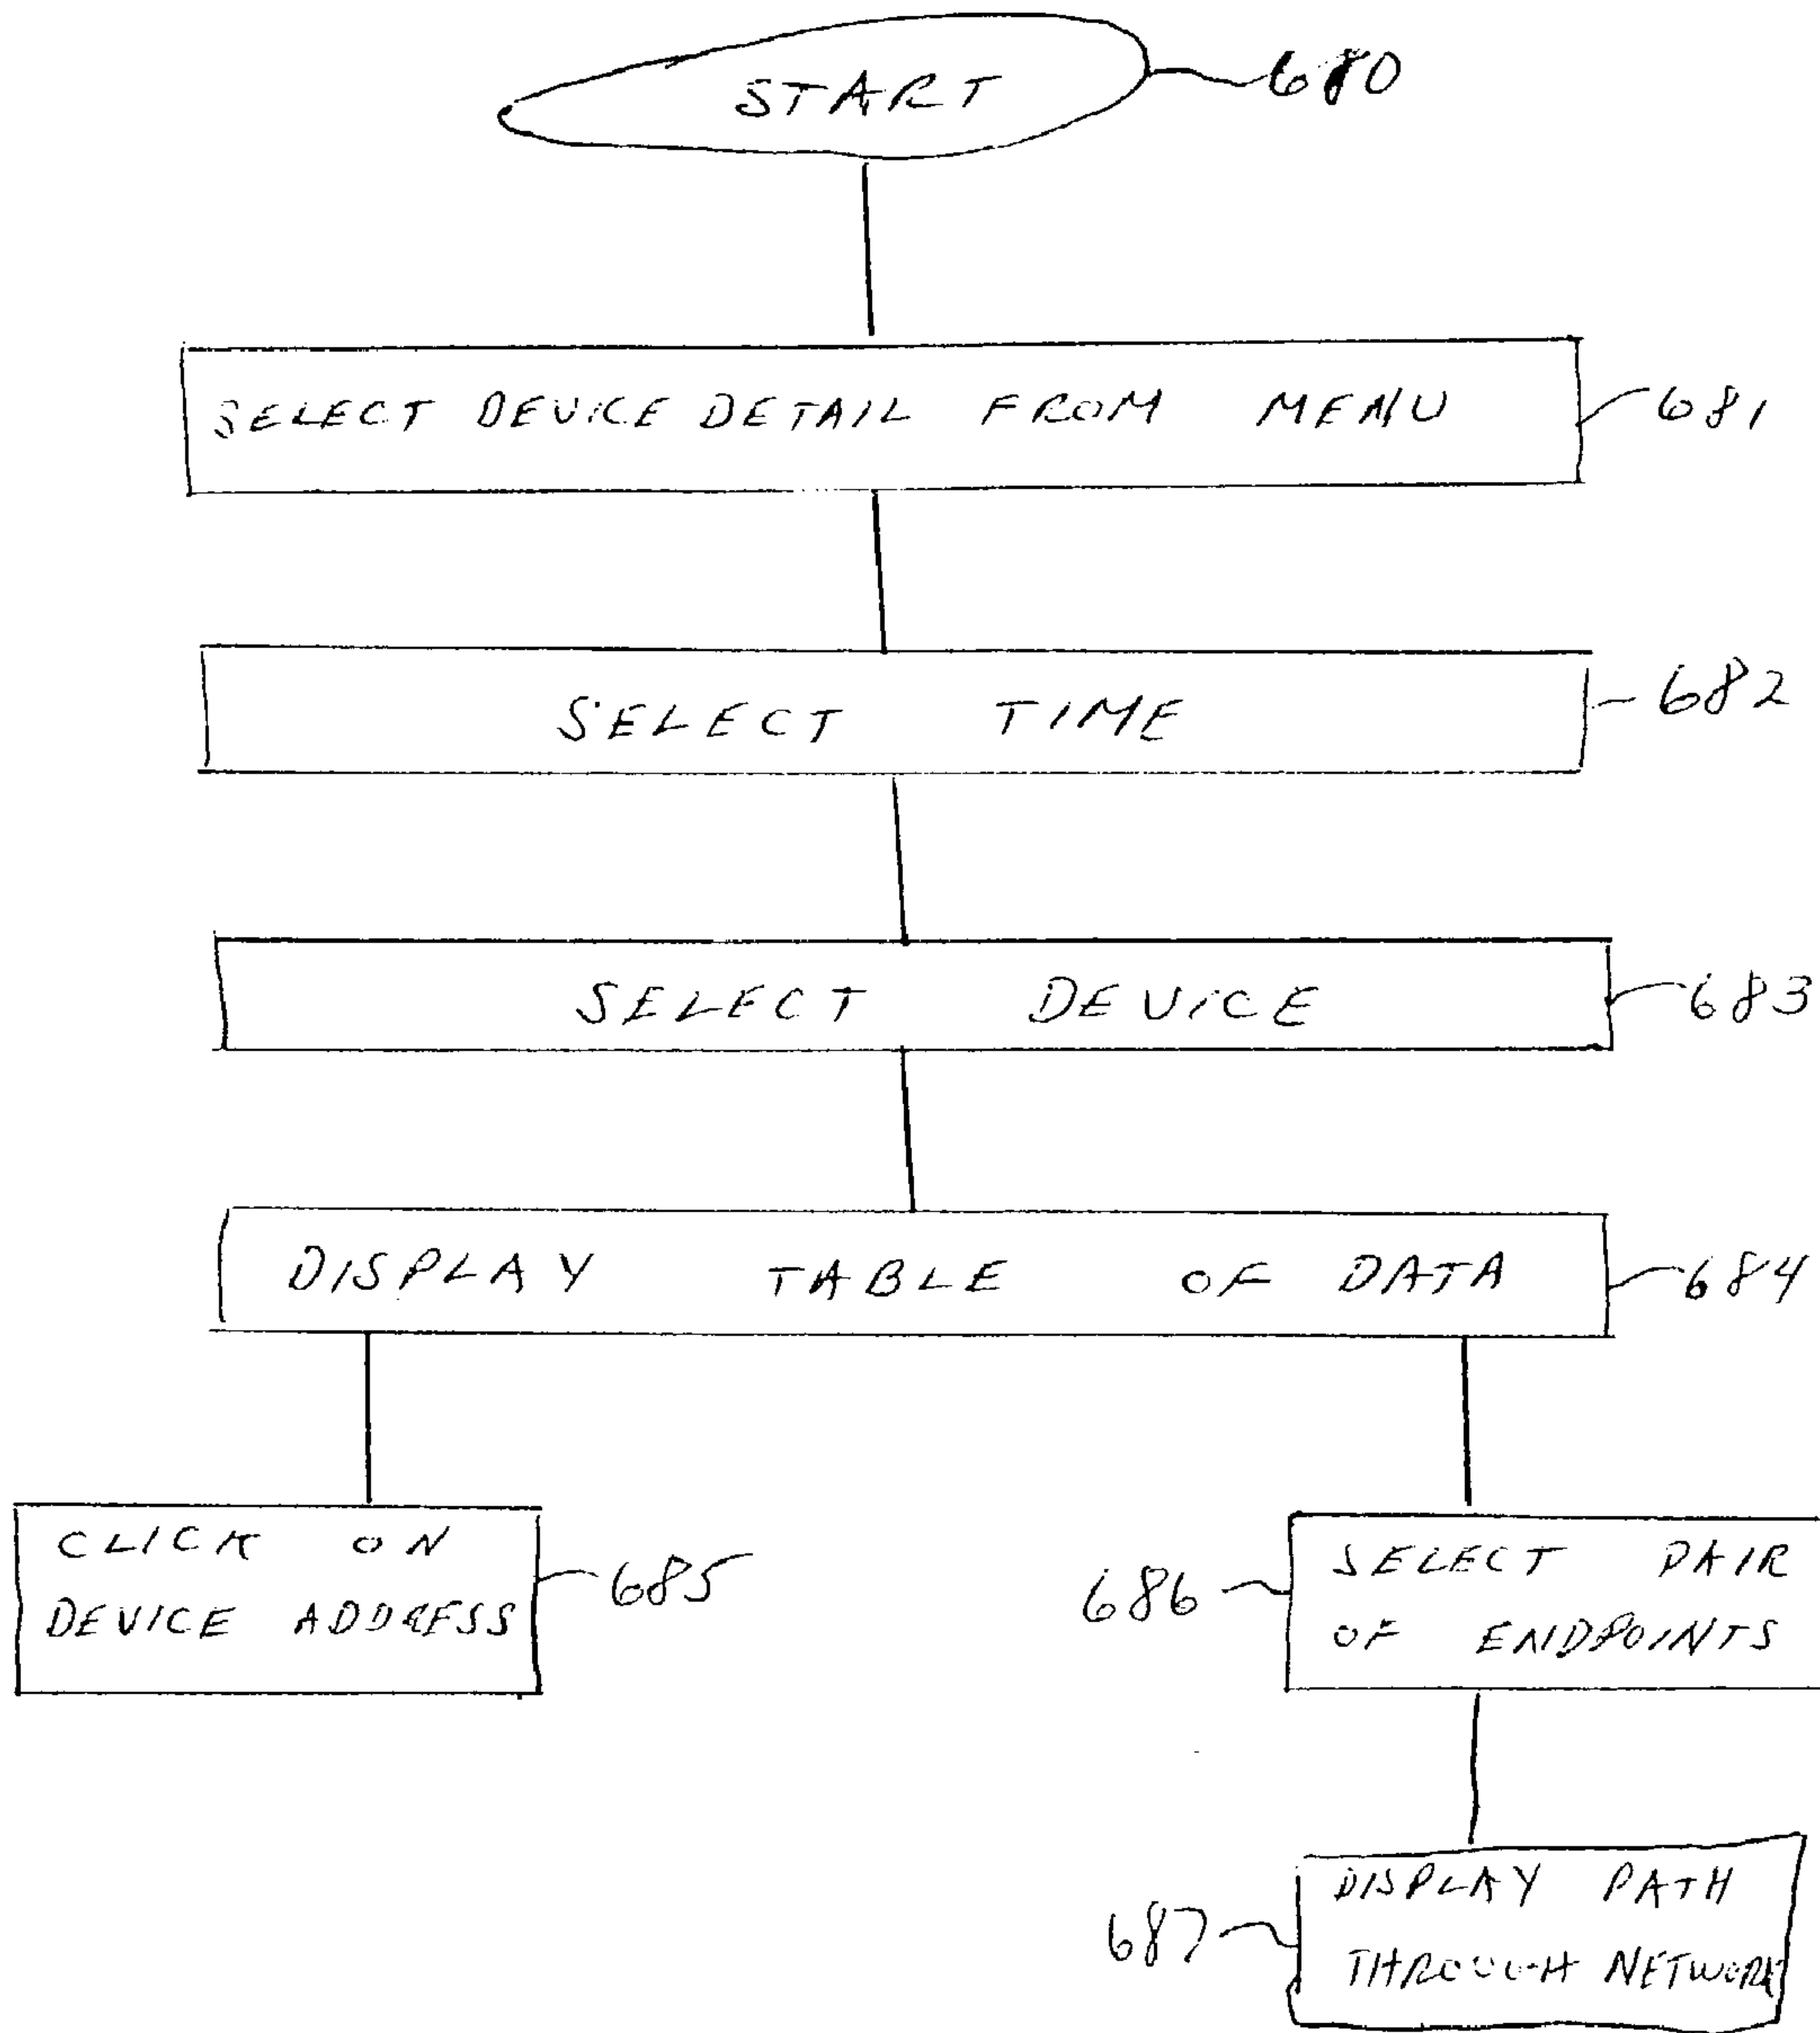 START
680
SELECT DEVICE DETAIL FROM MENU
681
SELECT TIME
682
SELECT DEVICE
683
DISPLAY TABLE OF DATA
684
CLICK ON
DEVICE ADDRESS
685
686
SELECT PAIR
OF ENDPOINTS
687
DISPLAY PATH
THROUGH NETWORK